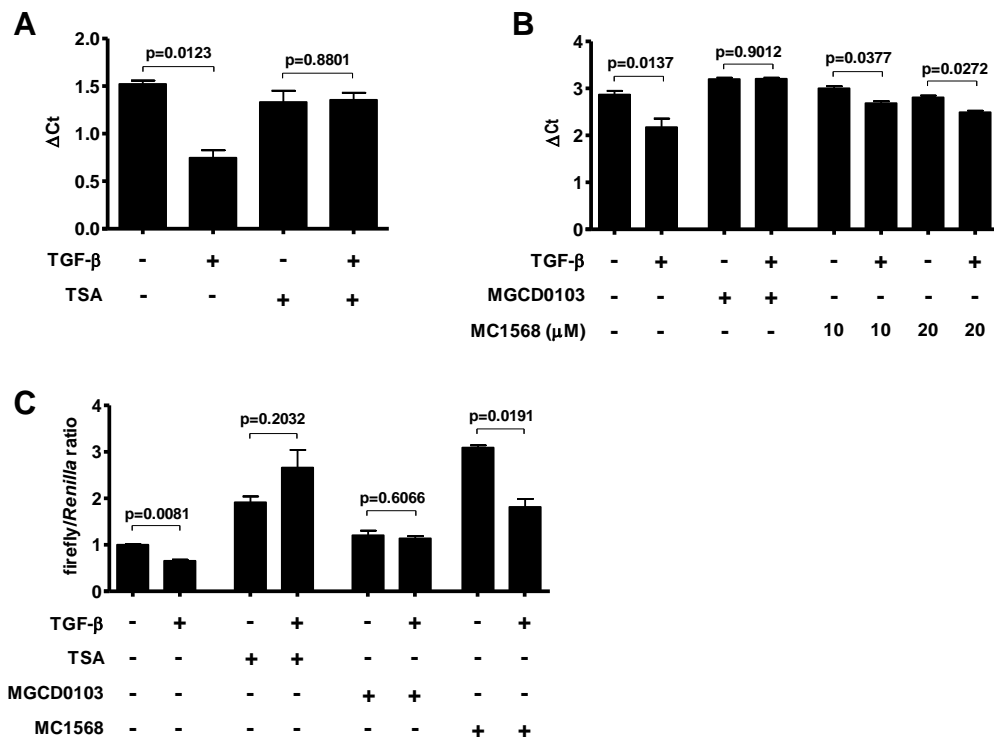 A
2.0
1.5
1.0
0.5
0.0
ΔCt
p=0.0123
p=0.8801
TGF-β - + - +
TSA - - + +
B
4
3
2
1
0
ΔCt
p=0.0137
p=0.9012
p=0.0377
p=0.0272
TGF-β - + - + - + - +
MGCD0103 - - + + - - - -
MC1568 (μM) - - - - 10 10 20 20
C
4
3
2
1
0
firefly/Renilla ratio
p=0.0081
p=0.2032
p=0.6066
p=0.0191
TGF-β - + - + - + - +
TSA - - + + - - - -
MGCD0103 - - - - + + - -
MC1568 - - - - - - + +